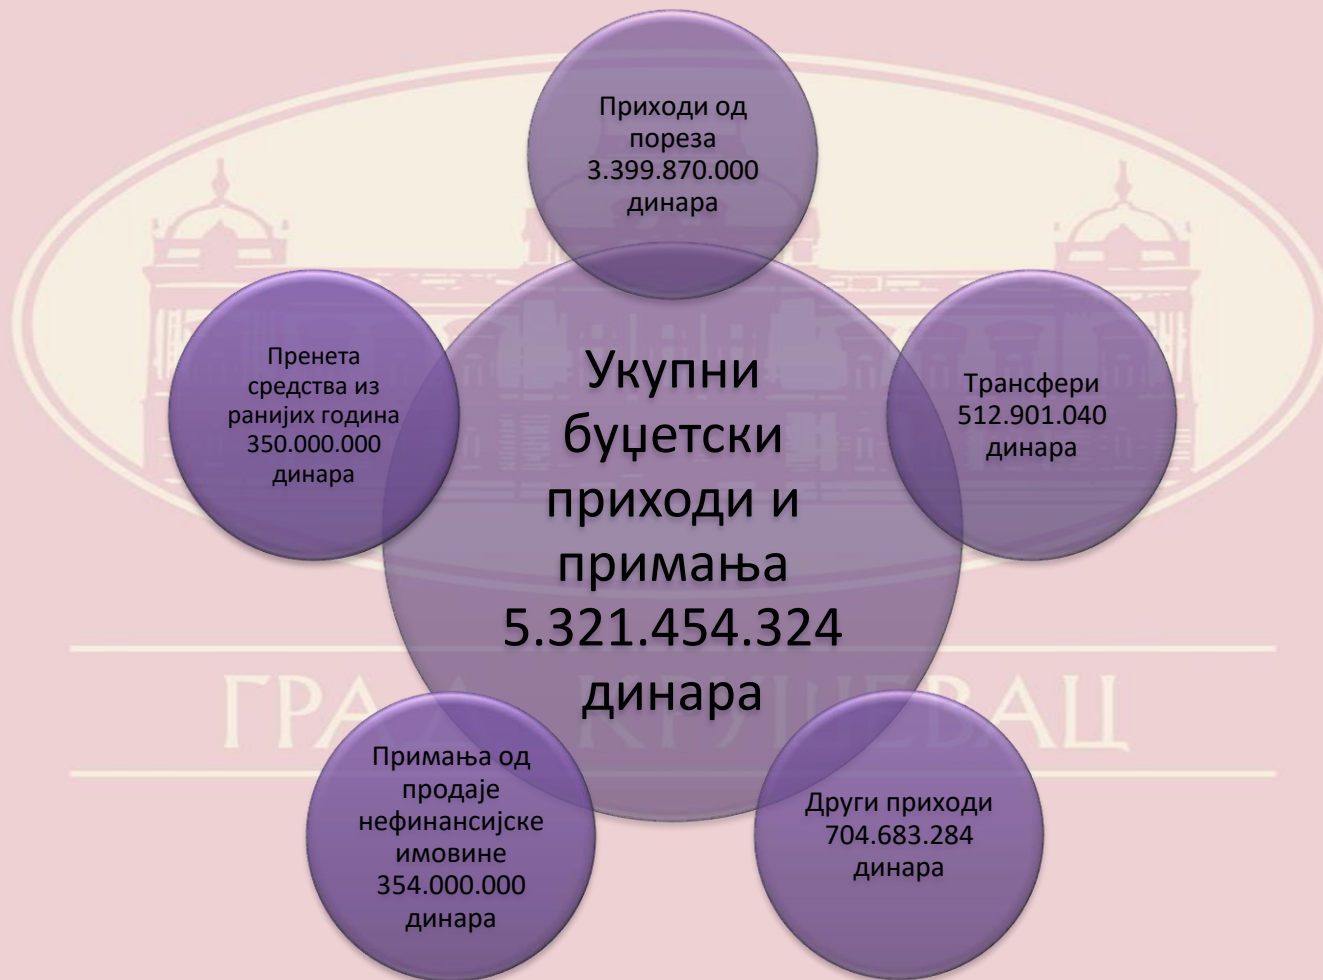 Приходи од
пореза
3.399.870.000
динара
Пренета
средства из
ранијих година
350.000.000
динара
Укупни
буџетски
приходи и
примања
5.321.454.324
динара
Трансфери
512.901.040
динара
ГРАД КРУШЕВАЦ
Примања од
продаје
нефинансијске
имовине
354.000.000
динара
Други приходи
704.683.284
динара